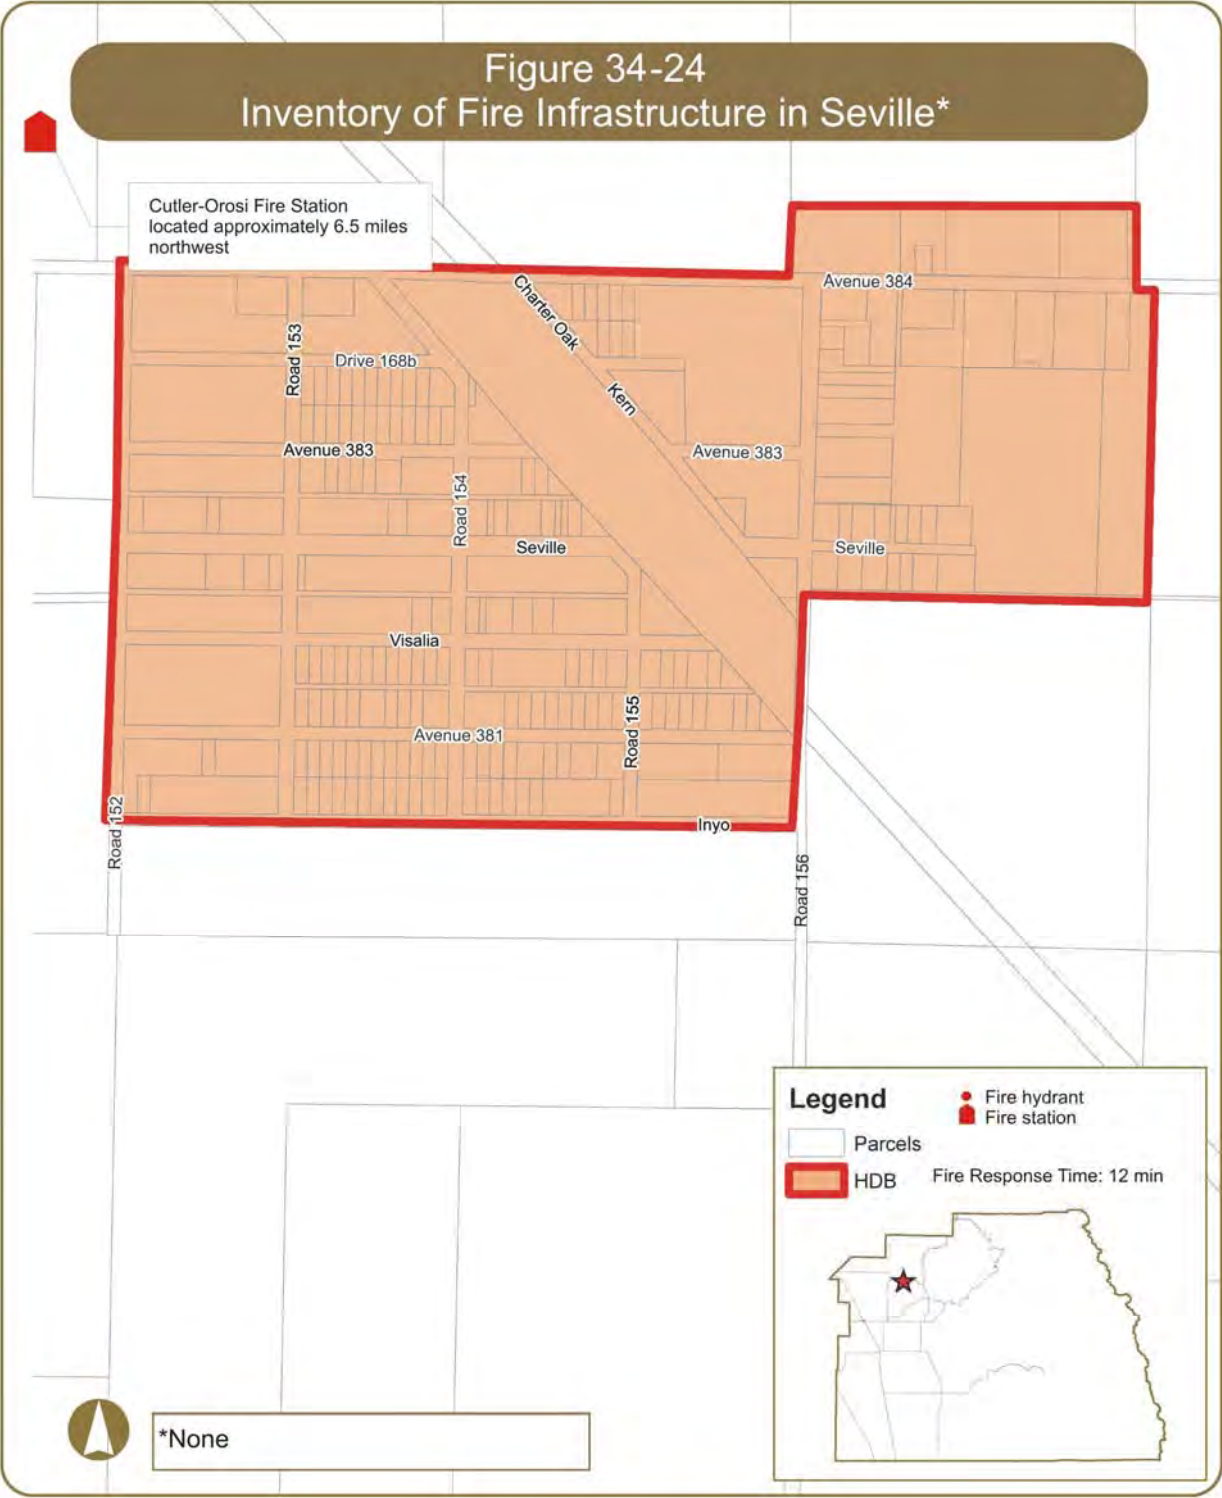 Figure 34-24
Inventory of Fire Infrastructure in Seville*
Cutler-Orosi Fire Station
located approximately 6.5 miles
northwest
Avenue 384
Charter Oak
Road 153
Drive 168b
Kern
Avenue 383
Avenue 383
Road 154
Seville
Seville
Visalia
Road 155
Avenue 381
Road 152
Inyo
Road 156
Legend
Fire hydrant
Fire station
Parcels
HDB
Fire Response Time: 12 min
*None